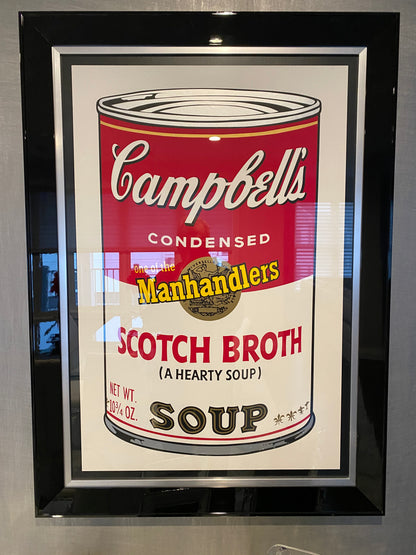 Campbell's
CONDENSED
One of the
Manhandlers
SCOTCH BROTH
(A HEARTY SOUP)
NET WT.
10¾ OZ.
SOUP